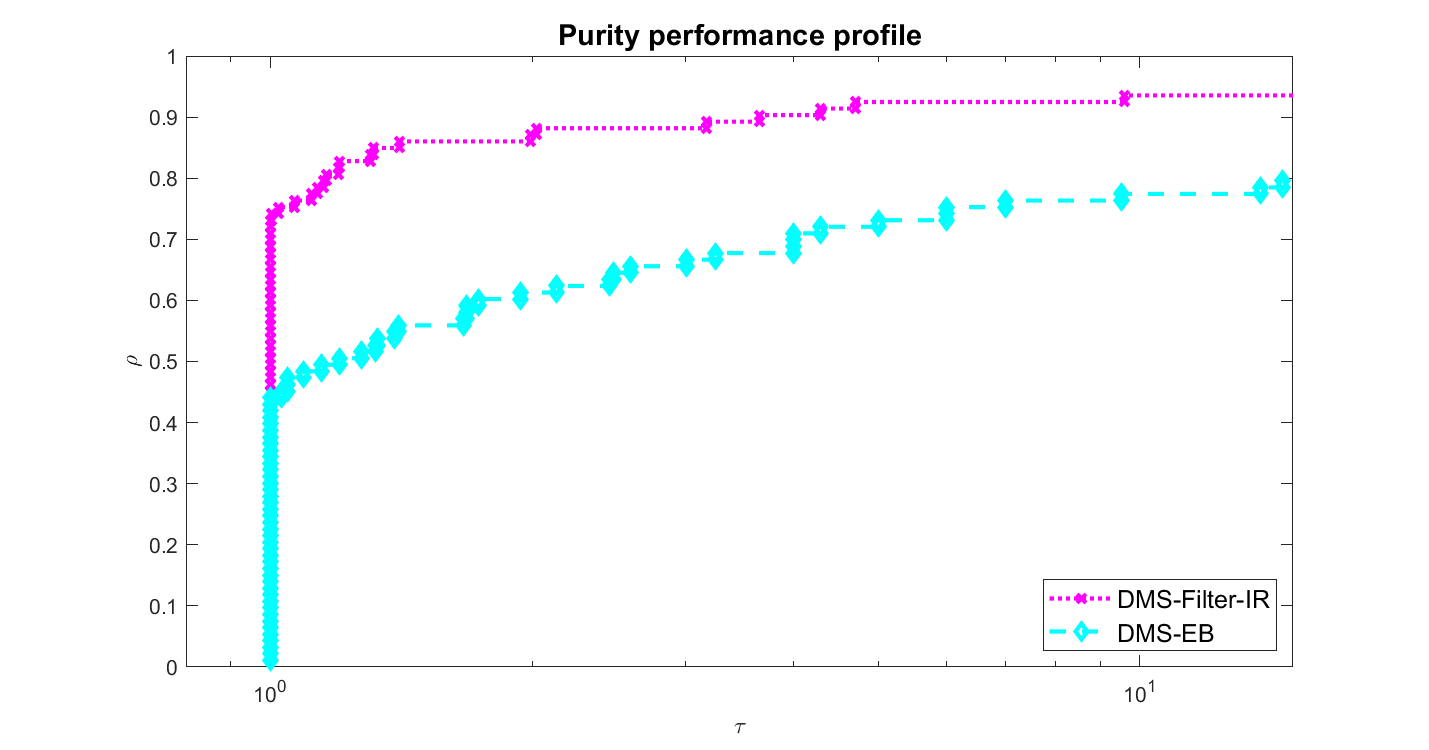 Purity performance profile
1
0.9
0.8
0.7
0.6
0.5
0.4
0.3
0.2
0.1
0
ρ
10^0
10^1
τ
DMS-Filter-IR
DMS-EB